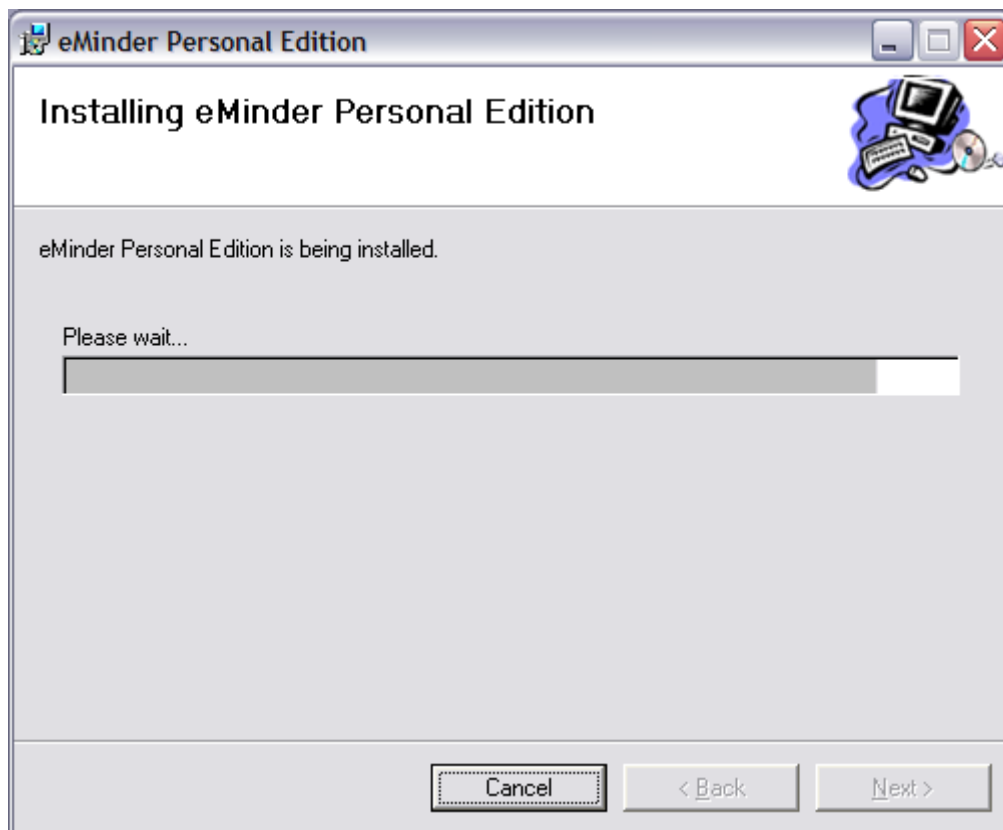 eMinder Personal Edition
Installing eMinder Personal Edition
eMinder Personal Edition is being installed.
Please wait...
Cancel
< Back
Next >